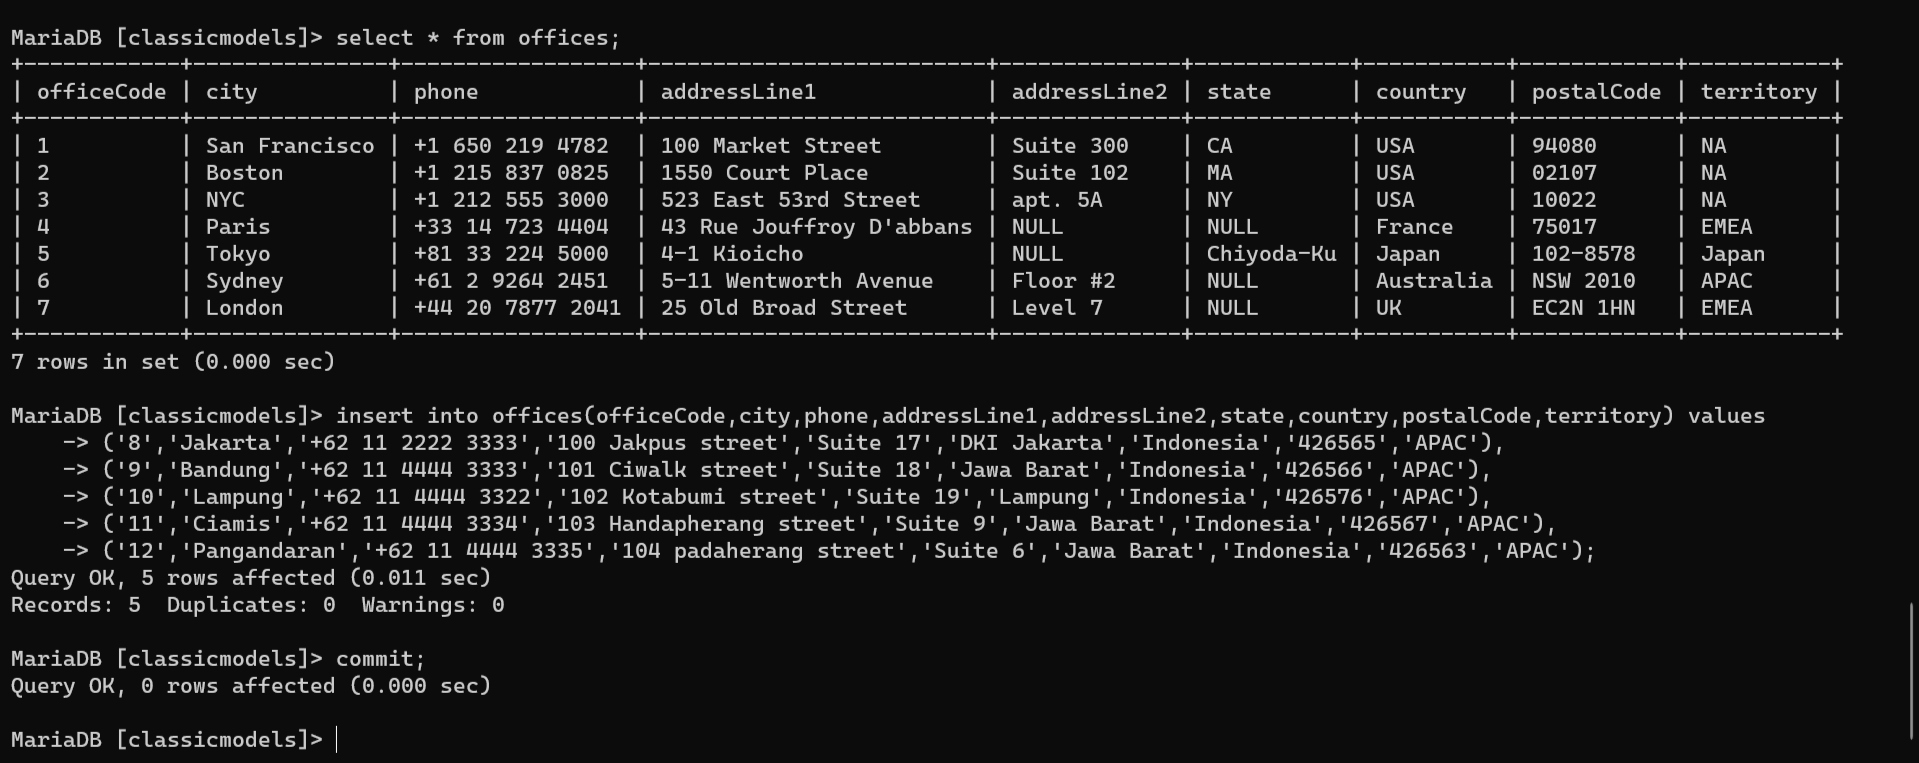 MariaDB [classicmodels]> select * from offices;
+------------+---------------+------------------+--------------------------+--------------+------------+-----------+------------+-----------+
| officeCode | city          | phone            | addressLine1             | addressLine2 | state      | country   | postalCode | territory |
+------------+---------------+------------------+--------------------------+--------------+------------+-----------+------------+-----------+
| 1          | San Francisco | +1 650 219 4782  | 100 Market Street        | Suite 300    | CA         | USA       | 94080      | NA        |
| 2          | Boston        | +1 215 837 0825  | 1550 Court Place         | Suite 102    | MA         | USA       | 02107      | NA        |
| 3          | NYC           | +1 212 555 3000  | 523 East 53rd Street     | apt. 5A      | NY         | USA       | 10022      | NA        |
| 4          | Paris         | +33 14 723 4404  | 43 Rue Jouffroy D'abbans | NULL         | NULL       | France    | 75017      | EMEA      |
| 5          | Tokyo         | +81 33 224 5000  | 4-1 Kioicho              | NULL         | Chiyoda-Ku | Japan     | 102-8578   | Japan     |
| 6          | Sydney        | +61 2 9264 2451  | 5-11 Wentworth Avenue    | Floor #2     | NULL       | Australia | NSW 2010   | APAC      |
| 7          | London        | +44 20 7877 2041 | 25 Old Broad Street      | Level 7      | NULL       | UK        | EC2N 1HN   | EMEA      |
+------------+---------------+------------------+--------------------------+--------------+------------+-----------+------------+-----------+
7 rows in set (0.000 sec)

MariaDB [classicmodels]> insert into offices(officeCode,city,phone,addressLine1,addressLine2,state,country,postalCode,territory) values
    -> ('8','Jakarta','+62 11 2222 3333','100 Jakpus street','Suite 17','DKI Jakarta','Indonesia','426565','APAC'),
    -> ('9','Bandung','+62 11 4444 3333','101 Ciwalk street','Suite 18','Jawa Barat','Indonesia','426566','APAC'),
    -> ('10','Lampung','+62 11 4444 3322','102 Kotabumi street','Suite 19','Lampung','Indonesia','426576','APAC'),
    -> ('11','Ciamis','+62 11 4444 3334','103 Handapherang street','Suite 9','Jawa Barat','Indonesia','426567','APAC'),
    -> ('12','Pangandaran','+62 11 4444 3335','104 padaherang street','Suite 6','Jawa Barat','Indonesia','426563','APAC');
Query OK, 5 rows affected (0.011 sec)
Records: 5  Duplicates: 0  Warnings: 0

MariaDB [classicmodels]> commit;
Query OK, 0 rows affected (0.000 sec)

MariaDB [classicmodels]>